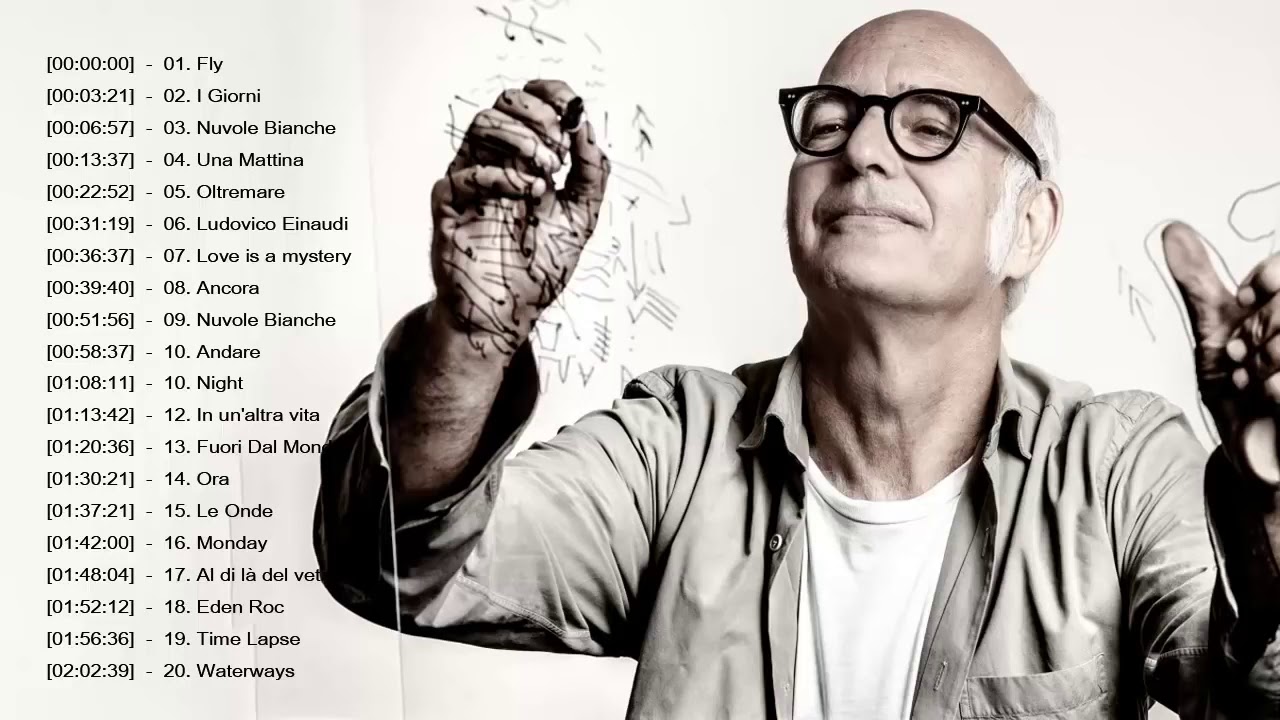 [00:00:00] - 01. Fly
[00:03:21] - 02. I Giorni
[00:06:57] - 03. Nuvole Bianche
[00:13:37] - 04. Una Mattina
[00:22:52] - 05. Oltremare
[00:31:19] - 06. Ludovico Einaudi
[00:36:37] - 07. Love is a mystery
[00:39:40] - 08. Ancora
[00:51:56] - 09. Nuvole Bianche
[00:58:37] - 10. Andare
[01:08:11] - 10. Night
[01:13:42] - 12. In un'altra vita
[01:20:36] - 13. Fuori Dal Mond
[01:30:21] - 14. Ora
[01:37:21] - 15. Le Onde
[01:42:00] - 16. Monday
[01:48:04] - 17. Al di là del vet
[01:52:12] - 18. Eden Roc
[01:56:36] - 19. Time Lapse
[02:02:39] - 20. Waterways